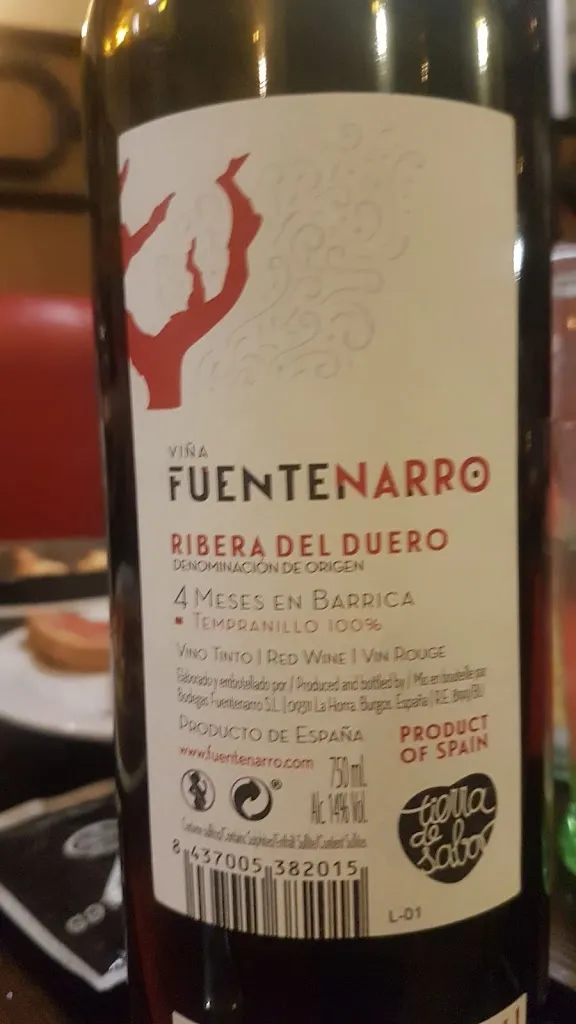 VIÑA
FUENTENARRO
RIBERA DEL DUERO
DENOMINACIÓN DE ORIGEN
4 MESES EN BARRICA
TEMPRANILLO 100%
VINO TINTO | RED WINE | VIN ROUGE
Elaborado y embotellado por / Produced and bottled by / Mis en bouteille par
Bodegas Fuentenarro S.L. | 09311 La Horra. Burgos. España | R.E.
PRODUCTO DE ESPAÑA
www.fuentenarro.com
750 mL
Alc 14% Vol.
PRODUCT
OF SPAIN
tierra
de
sabor
8 437005 382015
L-01